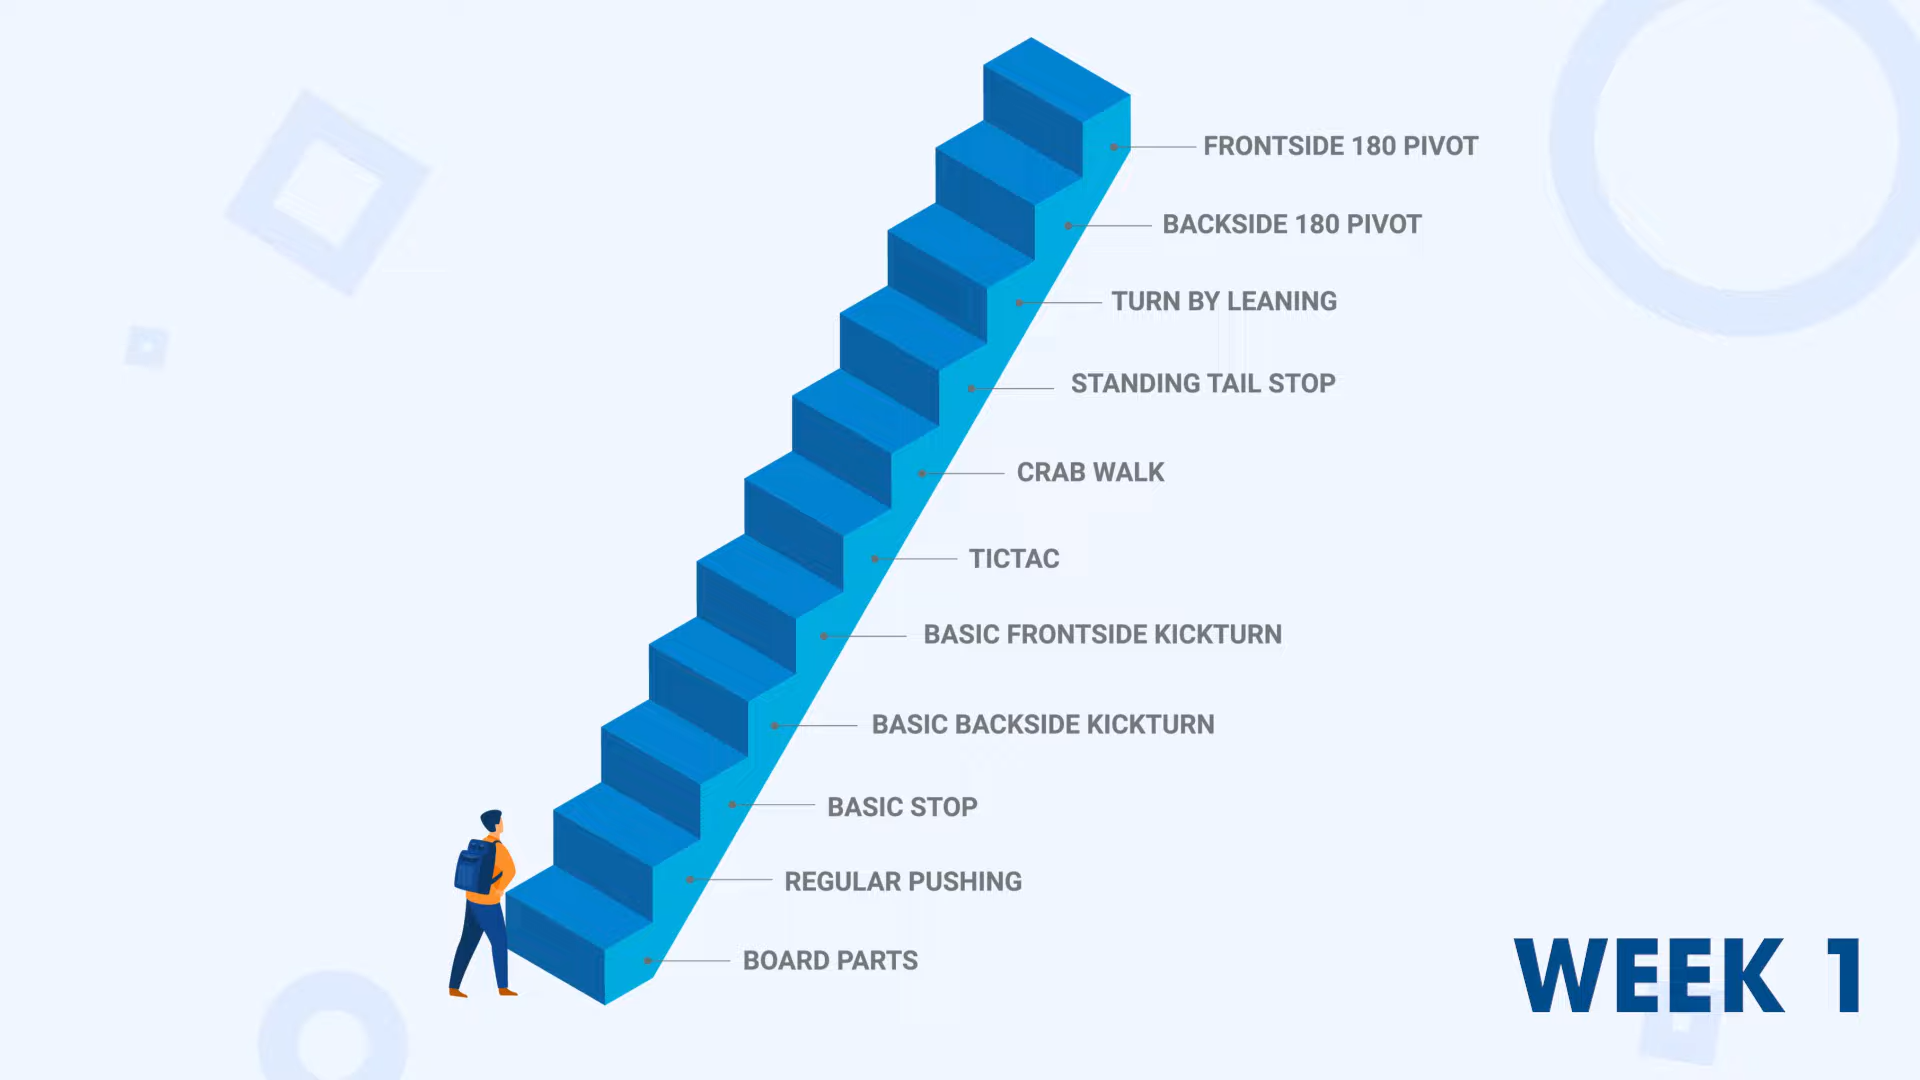 FRONTSIDE 180 PIVOT
BACKSIDE 180 PIVOT
TURN BY LEANING
STANDING TAIL STOP
CRAB WALK
TICTAC
BASIC FRONTSIDE KICKTURN
BASIC BACKSIDE KICKTURN
BASIC STOP
REGULAR PUSHING
BOARD PARTS
WEEK 1